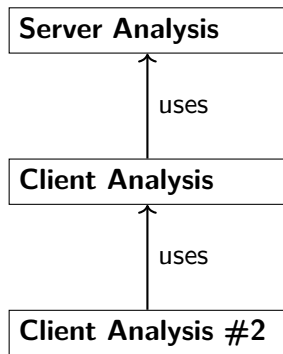 Server Analysis
uses
Client Analysis
uses
Client Analysis #2